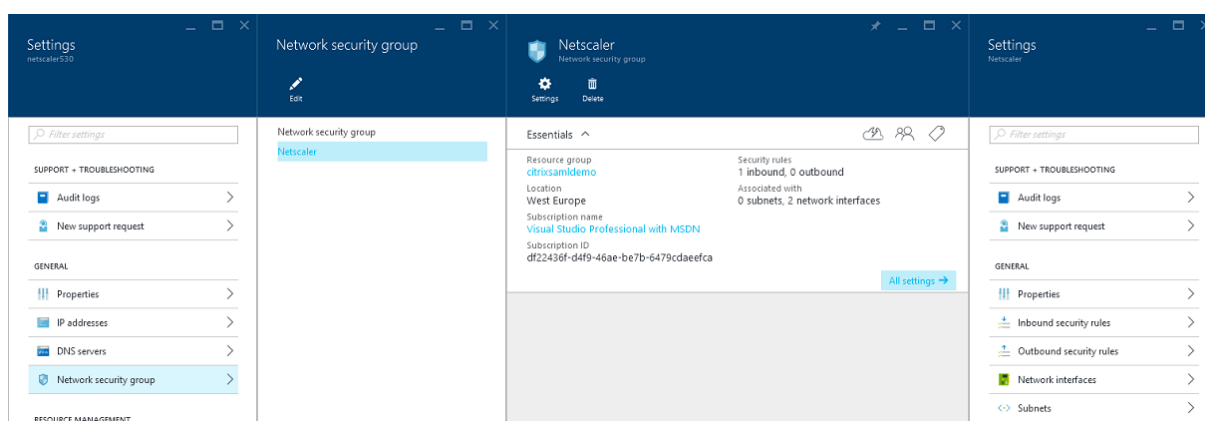 Settings
netscaler530
Filter settings
SUPPORT + TROUBLESHOOTING
Audit logs
New support request
GENERAL
Properties
IP addresses
DNS servers
Network security group
RESOURCE MANAGEMENT
Network security group
Edit
Network security group
Netscaler
Netscaler
Network security group
Settings
Delete
Essentials
Resource group
citrixsamldemo
Location
West Europe
Subscription name
Visual Studio Professional with MSDN
Subscription ID
df22436f-d4f9-46ae-be7b-6479cdaeefca
Security rules
1 inbound, 0 outbound
Associated with
0 subnets, 2 network interfaces
All settings
Settings
Netscaler
Filter settings
SUPPORT + TROUBLESHOOTING
Audit logs
New support request
GENERAL
Properties
Inbound security rules
Outbound security rules
Network interfaces
Subnets